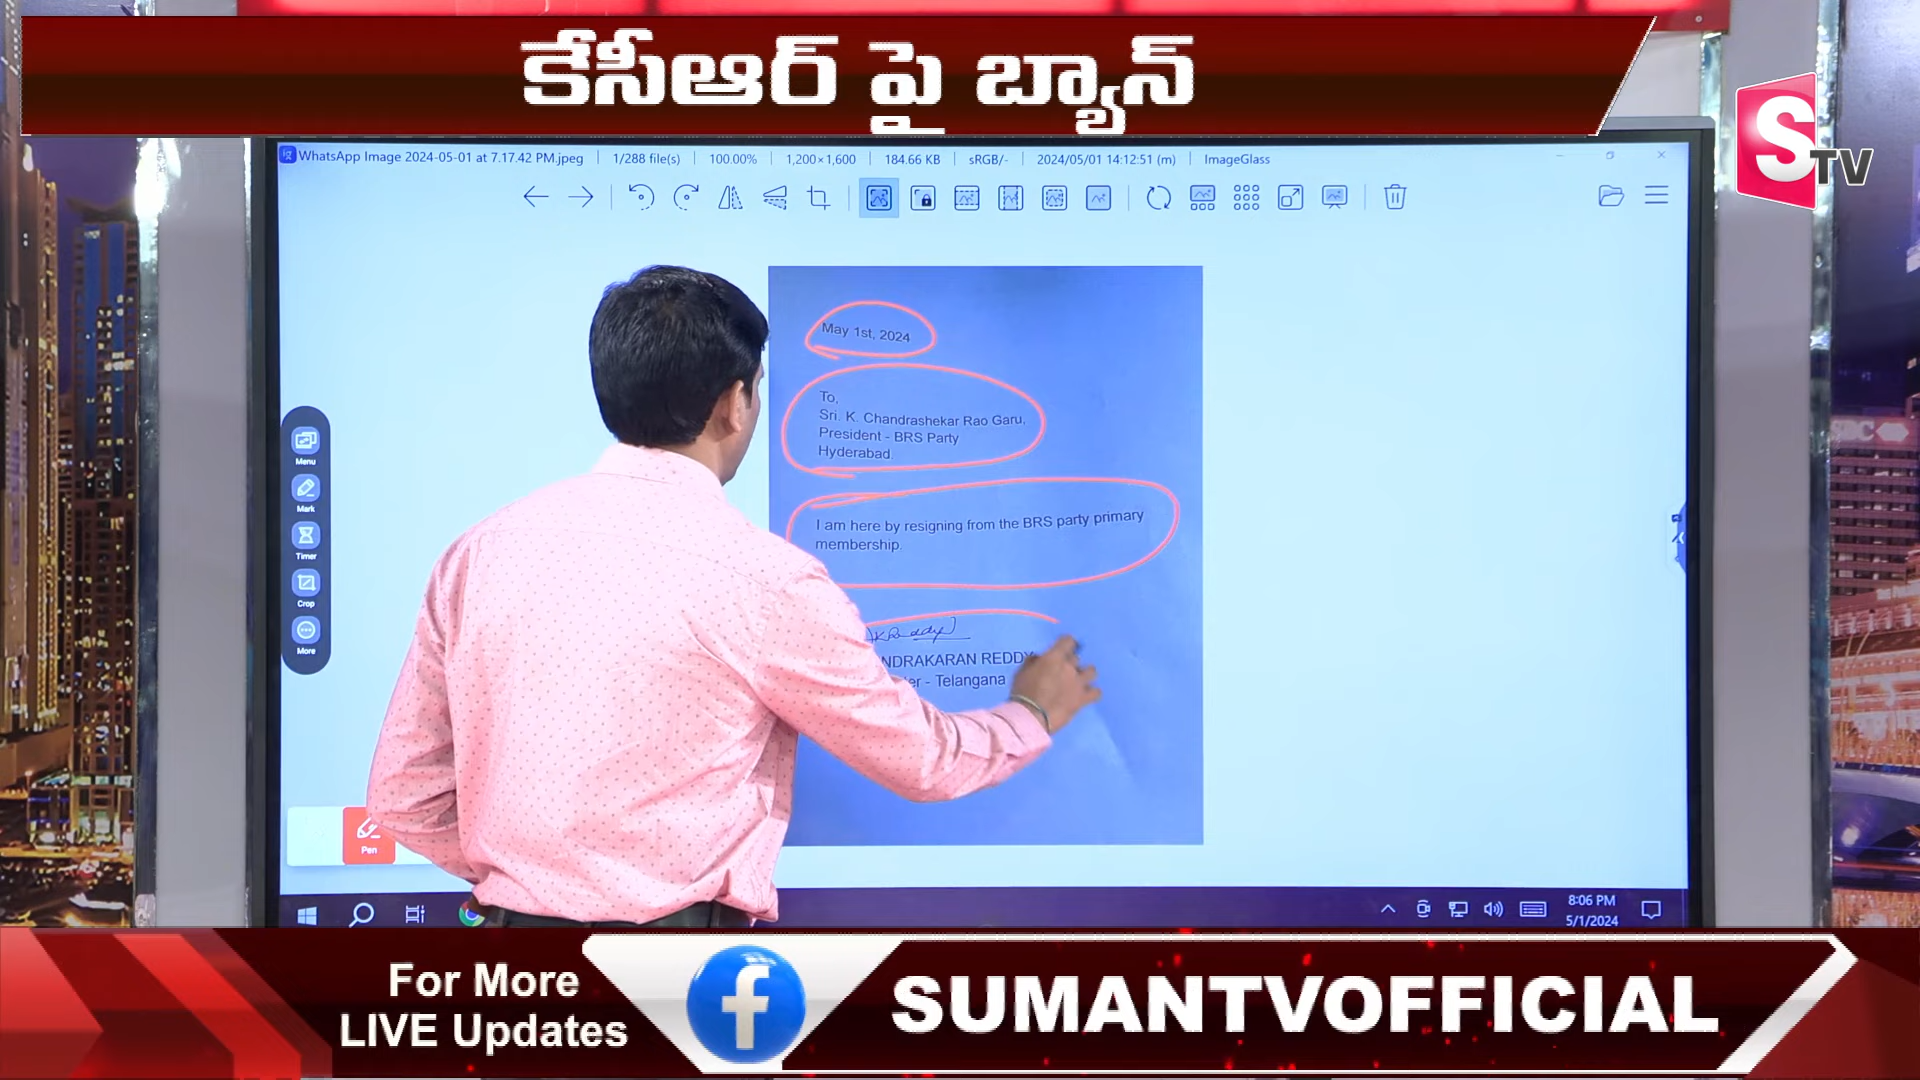 కేసీఆర్ పై బ్యాన్
STV
WhatsApp Image 2024-05-01 at 7.17.42 PM.jpeg | 1/288 file(s) | 100.00% | 1,200×1,600 | 184.66 KB | sRGB/- | 2024/05/01 14:12:51 (m) | ImageGlass
May 1st, 2024
To,
Sri. K. Chandrashekar Rao Garu,
President - BRS Party
Hyderabad.
I am here by resigning from the BRS party primary
membership.
NDRAKARAN REDDY
er - Telangana
Menu
Mark
Timer
Crop
More
Pen
8:06 PM
5/1/2024
For More
LIVE Updates
SUMANTVOFFICIAL